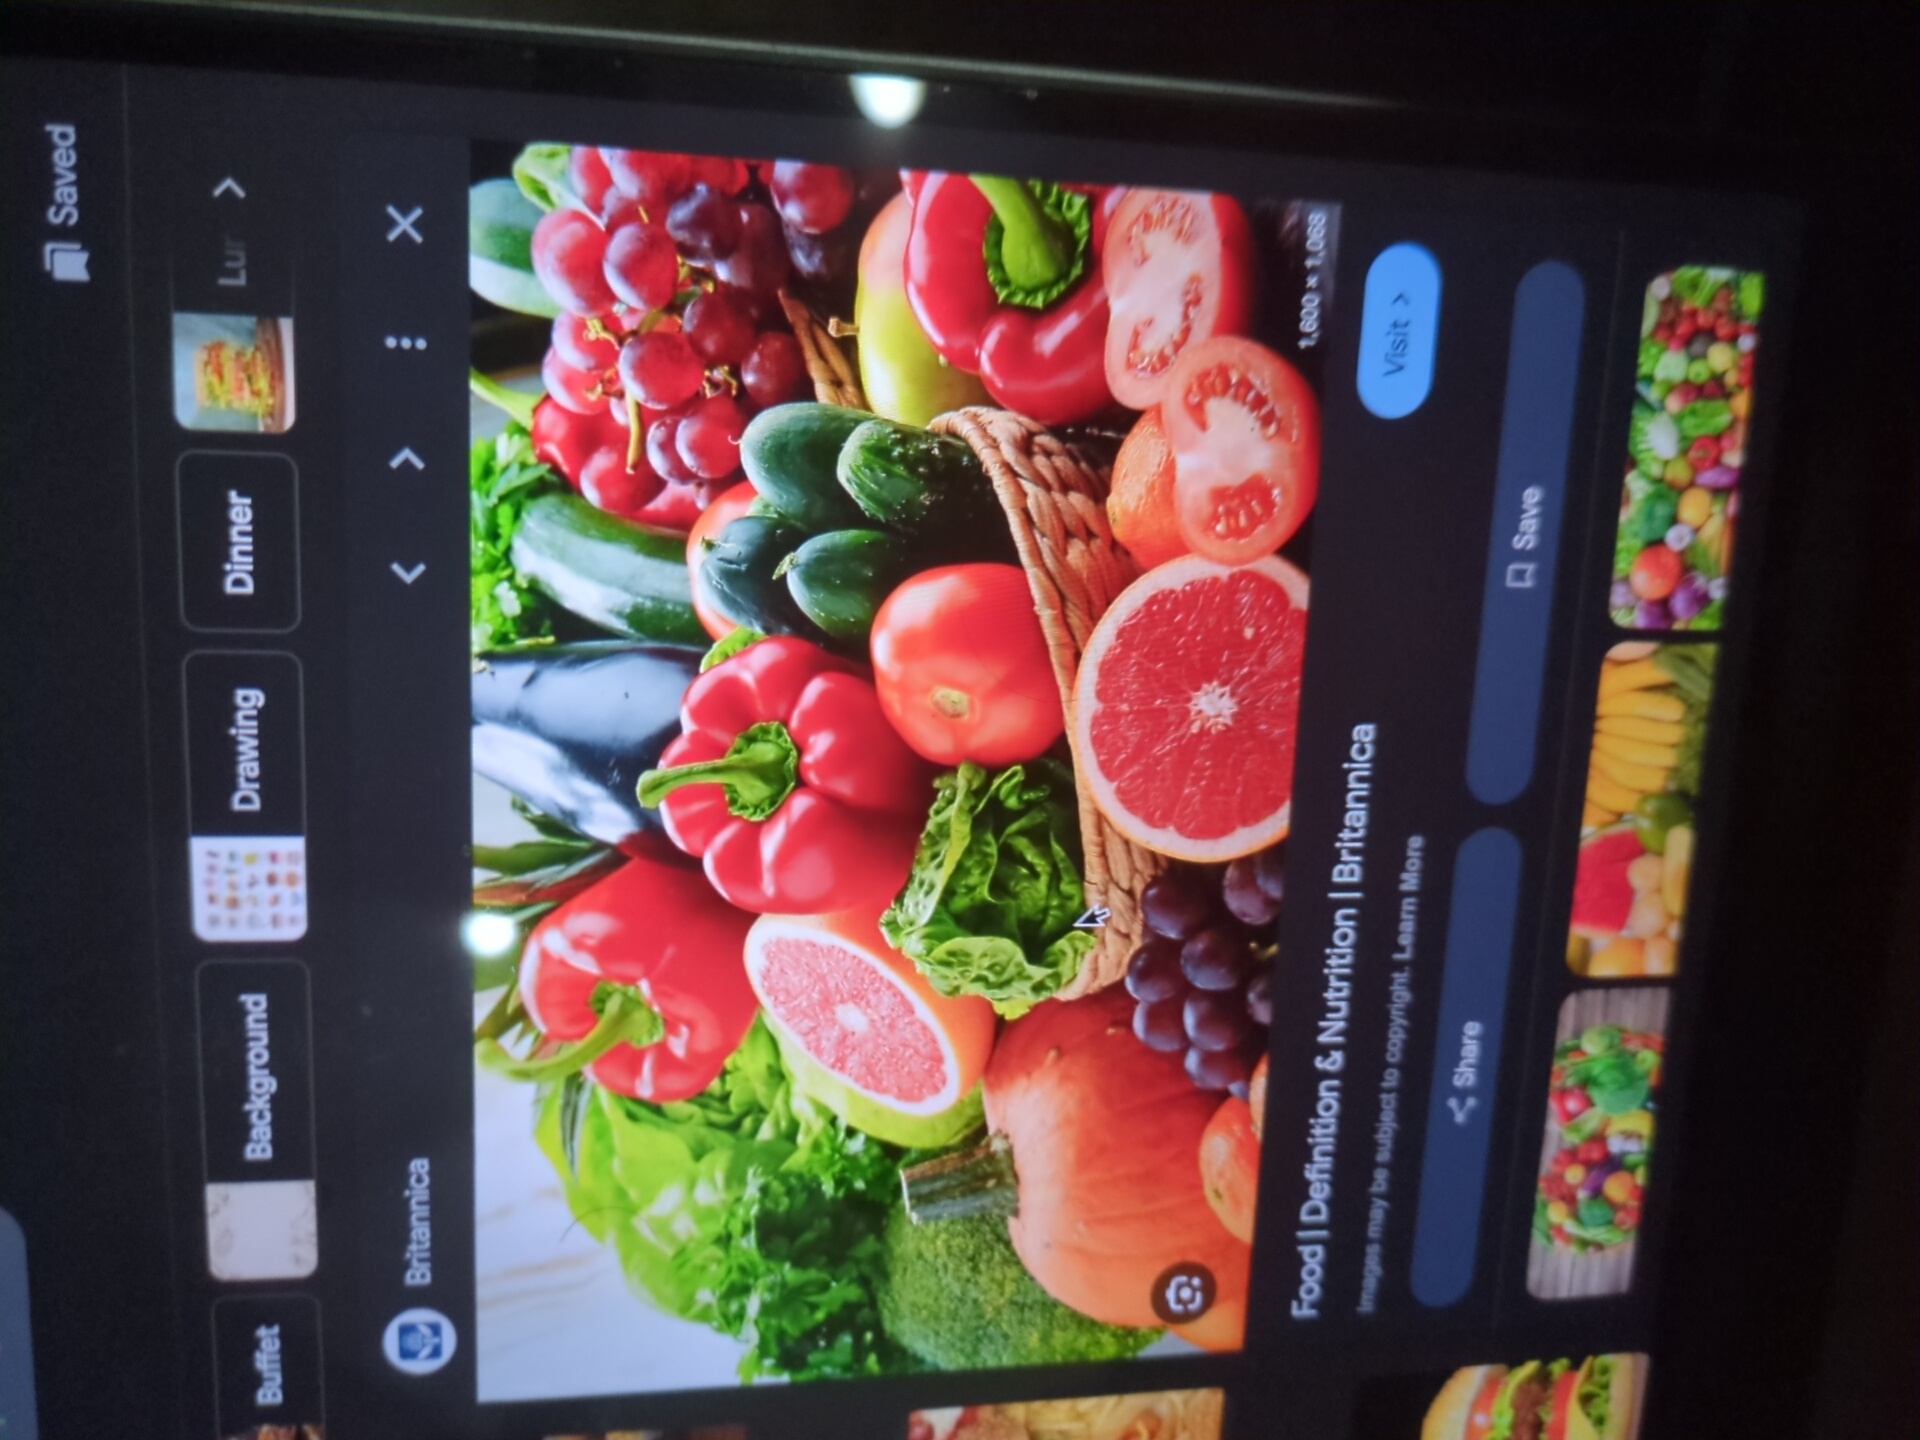 Saved
Buffet
Background
Drawing
Dinner
Britannica
1,600 × 1,068
Food | Definition & Nutrition | Britannica
Images may be subject to copyright. Learn More
Visit >
Share
Save